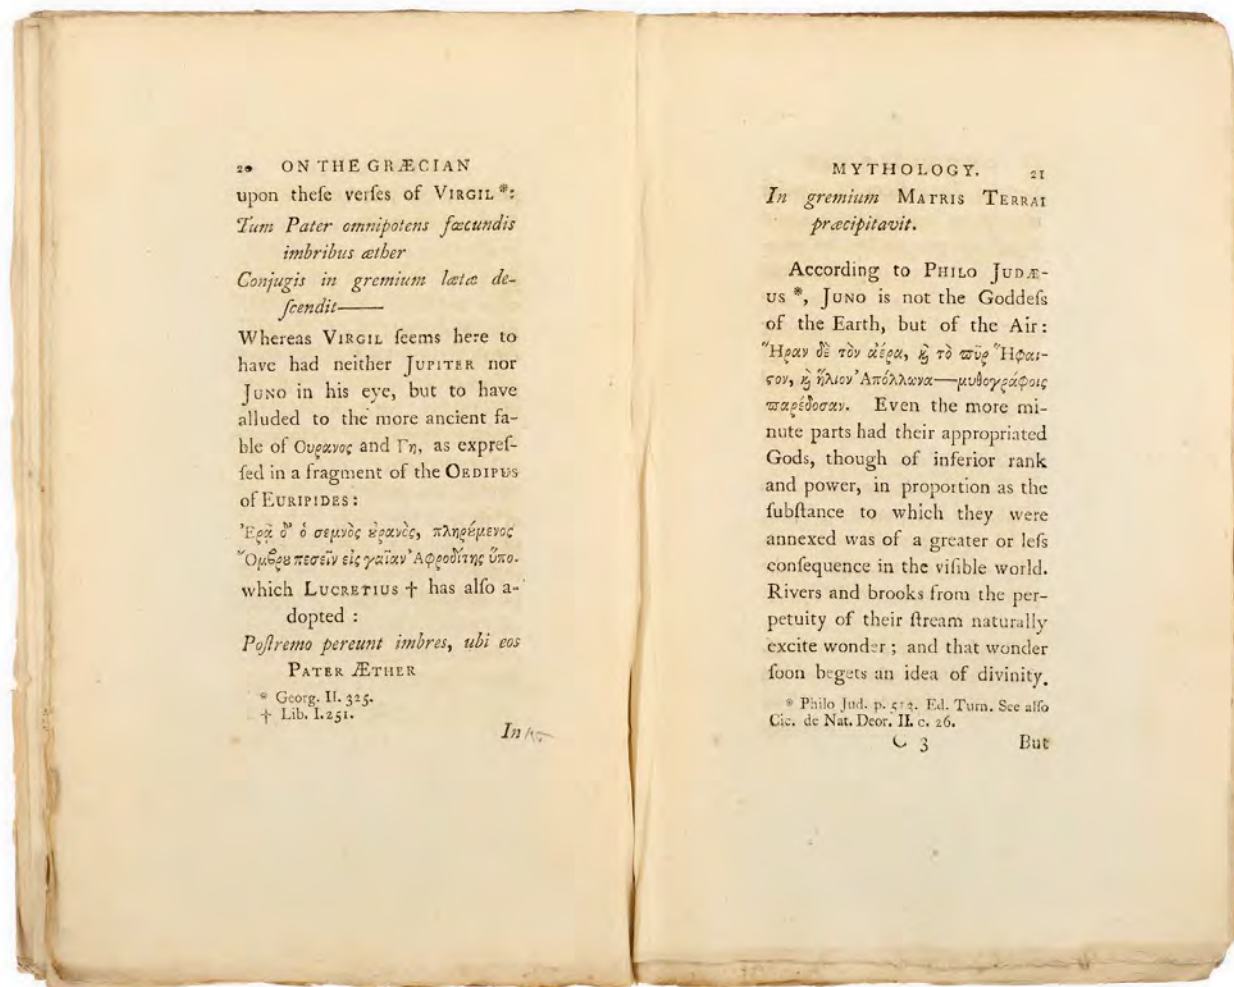 20 ON THE GRÆCIAN
upon theſe verſes of VIRGIL *:
Tum Pater omnipotens fœcundis
imbribus æther
Conjugis in gremium lætæ de-
ſcendit——
Whereas VIRGIL ſeems here to
have had neither JUPITER nor
JUNO in his eye, but to have
alluded to the more ancient fa-
ble of Ουρανος and Γη, as expreſ-
ſed in a fragment of the OEDIPUS
of EURIPIDES :
Ἐρᾷ δ' ὁ σεμνὸς ȣρανὸς, πληρȣ́μενος
Ὄμβρȣ πεσεῖν εἰς γαῖαν Ἀφροδίτης ὕπο.
which LUCRETIUS † has alſo a-
dopted :
Poſtremo pereunt imbres, ubi eos
PATER ÆTHER
* Georg. II. 325.
† Lib. I. 251.
In
MYTHOLOGY. 21
In gremium MATRIS TERRAI
præcipitavit.
According to PHILO JUDÆ-
US *, JUNO is not the Goddeſs
of the Earth, but of the Air :
Ἥραν δὲ τὸν ἀέρα, ϗ τὸ ϖῦρ Ἥφαι-
ϛον, ϗ ἥλιον Ἀπόλλωνα—μυθογράφοις
ϖαρέδοσαν. Even the more mi-
nute parts had their appropriated
Gods, though of inferior rank
and power, in proportion as the
ſubſtance to which they were
annexed was of a greater or leſs
conſequence in the viſible world.
Rivers and brooks from the per-
petuity of their ſtream naturally
excite wonder ; and that wonder
ſoon begets an idea of divinity.
* Philo Jud. p. Ed. Turn. See alſo
Cic. de Nat. Deor. II. c. 26.
C 3 But